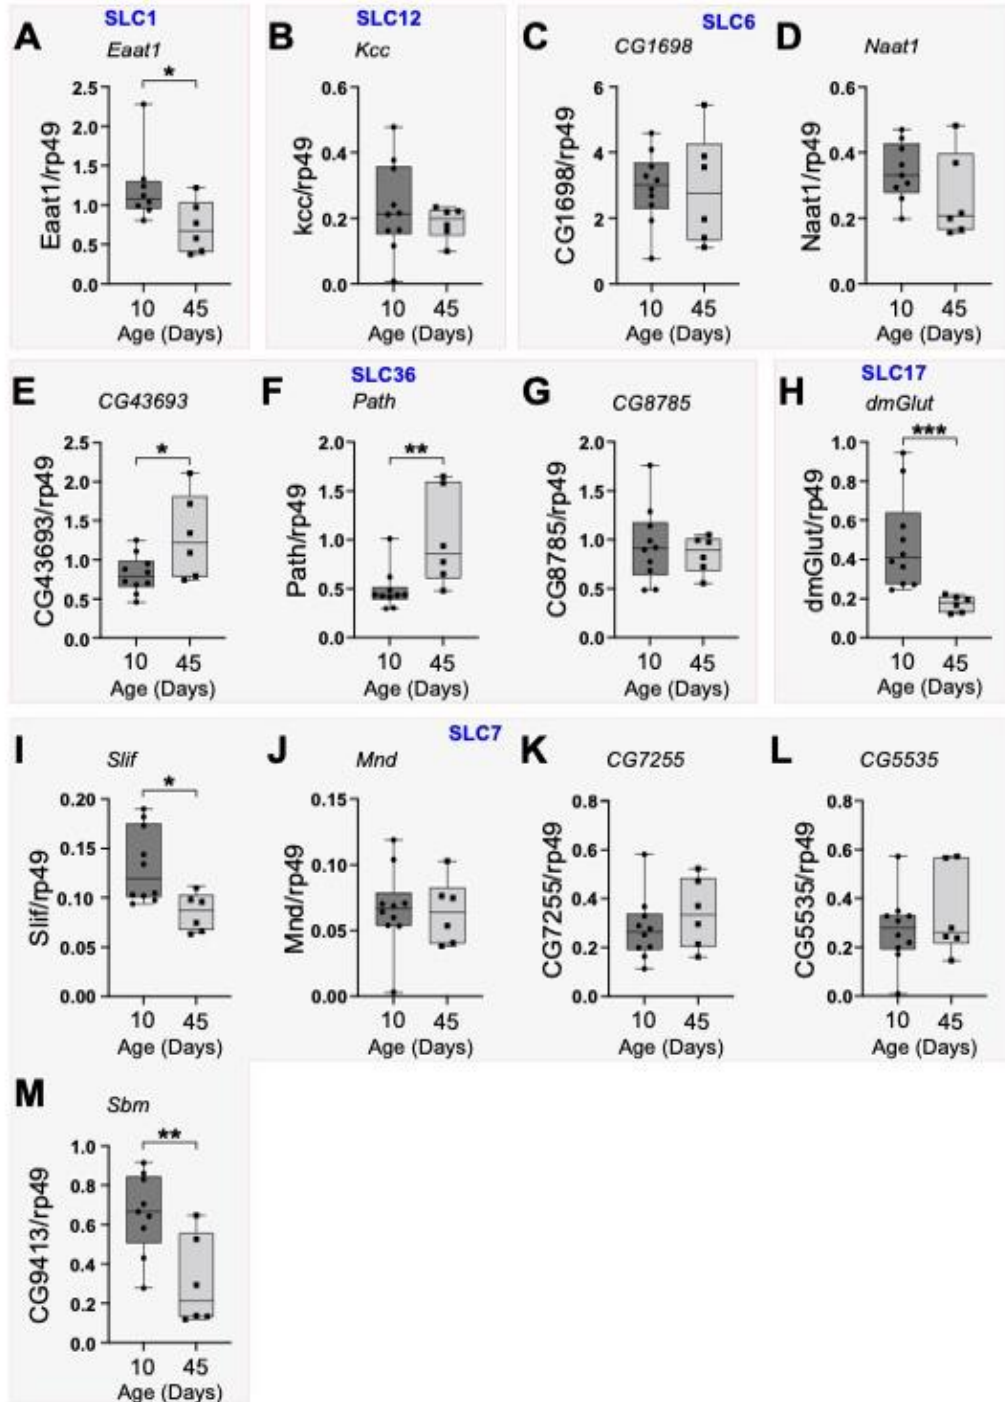 SLC1
SLC12
SLC6
A
Eaat1
B
Kcc
C
CG1698
D
Naat1
*
2.5
2.0
1.5
1.0
0.5
0.0
Eaat1/rp49
10 45
Age (Days)
0.6
0.4
0.2
0.0
kcc/rp49
10 45
Age (Days)
6
4
2
0
CG1698/rp49
10 45
Age (Days)
0.6
0.4
0.2
0.0
Naat1/rp49
10 45
Age (Days)
SLC36
SLC17
E
CG43693
F
Path
G
CG8785
H
dmGlut
*
2.5
2.0
1.5
1.0
0.5
0.0
CG43693/rp49
10 45
Age (Days)
**
2.0
1.5
1.0
0.5
0.0
Path/rp49
10 45
Age (Days)
2.0
1.5
1.0
0.5
0.0
CG8785/rp49
10 45
Age (Days)
***
1.0
0.8
0.6
0.4
0.2
0.0
dmGlut/rp49
10 45
Age (Days)
SLC7
I
Slif
J
Mnd
K
CG7255
L
CG5535
*
0.20
0.15
0.10
0.05
0.00
Slif/rp49
10 45
Age (Days)
0.15
0.10
0.05
0.00
Mnd/rp49
10 45
Age (Days)
0.8
0.6
0.4
0.2
0.0
CG7255/rp49
10 45
Age (Days)
0.8
0.6
0.4
0.2
0.0
CG5535/rp49
10 45
Age (Days)
M
Sbm
**
1.0
0.8
0.6
0.4
0.2
0.0
CG9413/rp49
10 45
Age (Days)